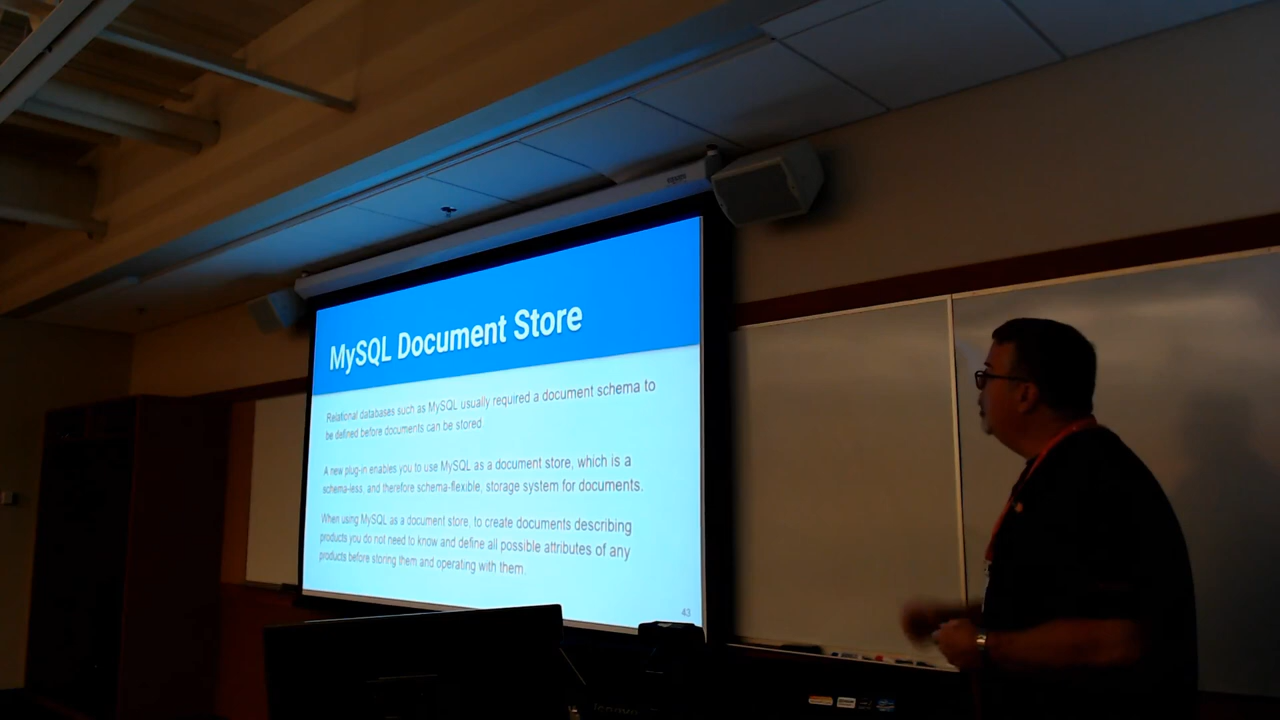 MySQL Document Store
Relational databases such as MySQL usually required a document schema to
be defined before documents can be stored.
A new plug-in enables you to use MySQL as a document store, which is a
schema-less, and therefore schema-flexible, storage system for documents.
When using MySQL as a document store, to create documents describing
products you do not need to know and define all possible attributes of any
products before storing them and operating with them.
43
lenovo